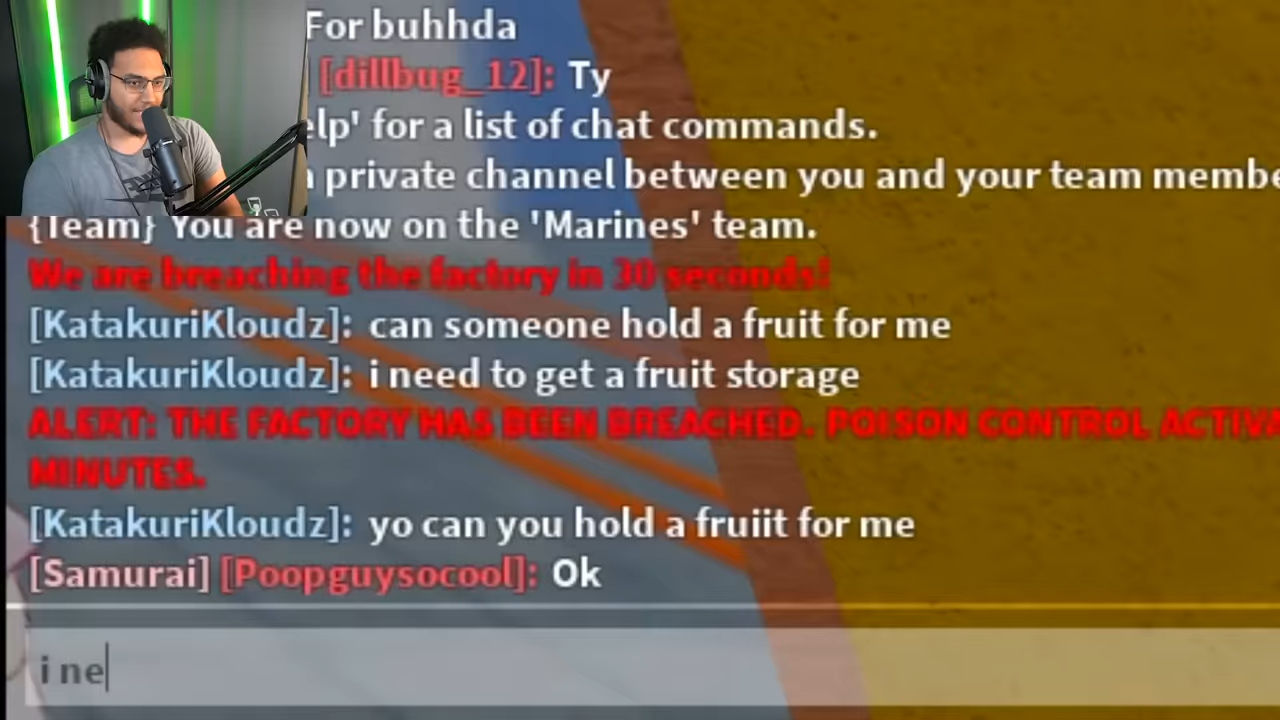 For buhhda
[dillbug_12]: Ty
elp' for a list of chat commands.
private channel between you and your team membe
{Team} You are now on the 'Marines' team.
We are breaching the factory in 30 seconds!
[KatakuriKloudz]: can someone hold a fruit for me
[KatakuriKloudz]: i need to get a fruit storage
ALERT: THE FACTORY HAS BEEN BREACHED. POISON CONTROL ACTIVA
MINUTES.
[KatakuriKloudz]: yo can you hold a fruiit for me
[Samurai] [Poopguysocool]: Ok
i ne